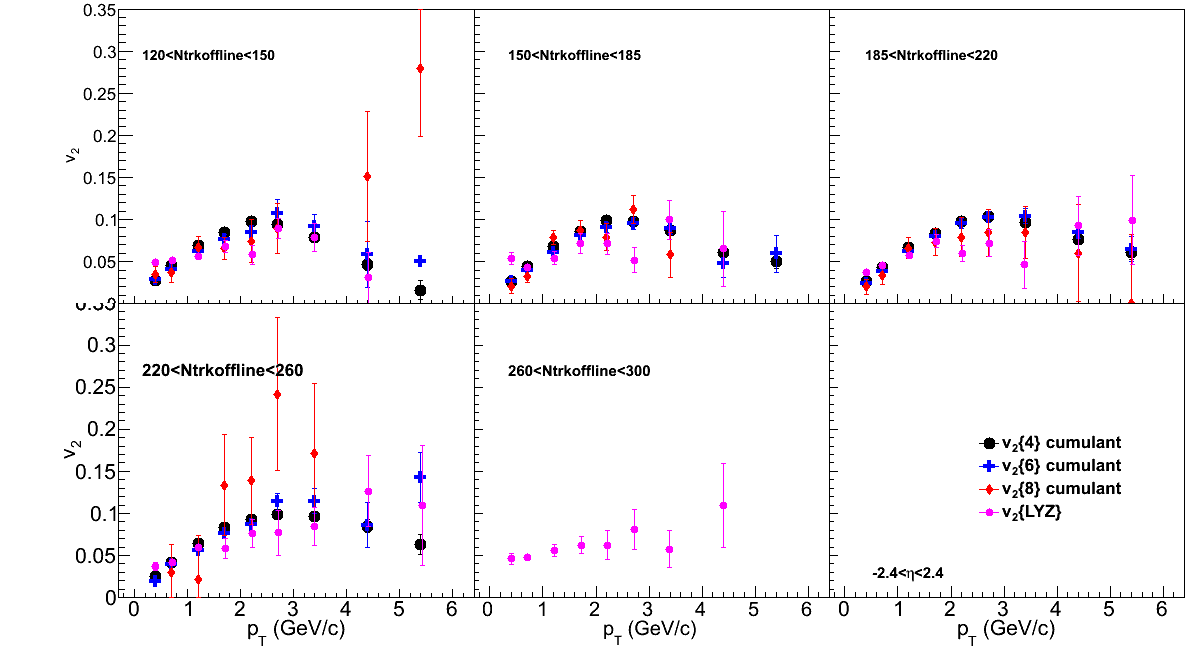 0.35
0.3
0.25
0.2
0.15
0.1
0.05
v2
120<Ntrkoffline<150
150<Ntrkoffline<185
185<Ntrkoffline<220
0.35
0.3
0.25
0.2
0.15
0.1
0.05
0
v2
220<Ntrkoffline<260
260<Ntrkoffline<300
v2{4} cumulant
v2{6} cumulant
v2{8} cumulant
v2{LYZ}
-2.4<η<2.4
0 1 2 3 4 5 6
0 1 2 3 4 5 6
0 1 2 3 4 5 6
pT (GeV/c)
pT (GeV/c)
pT (GeV/c)